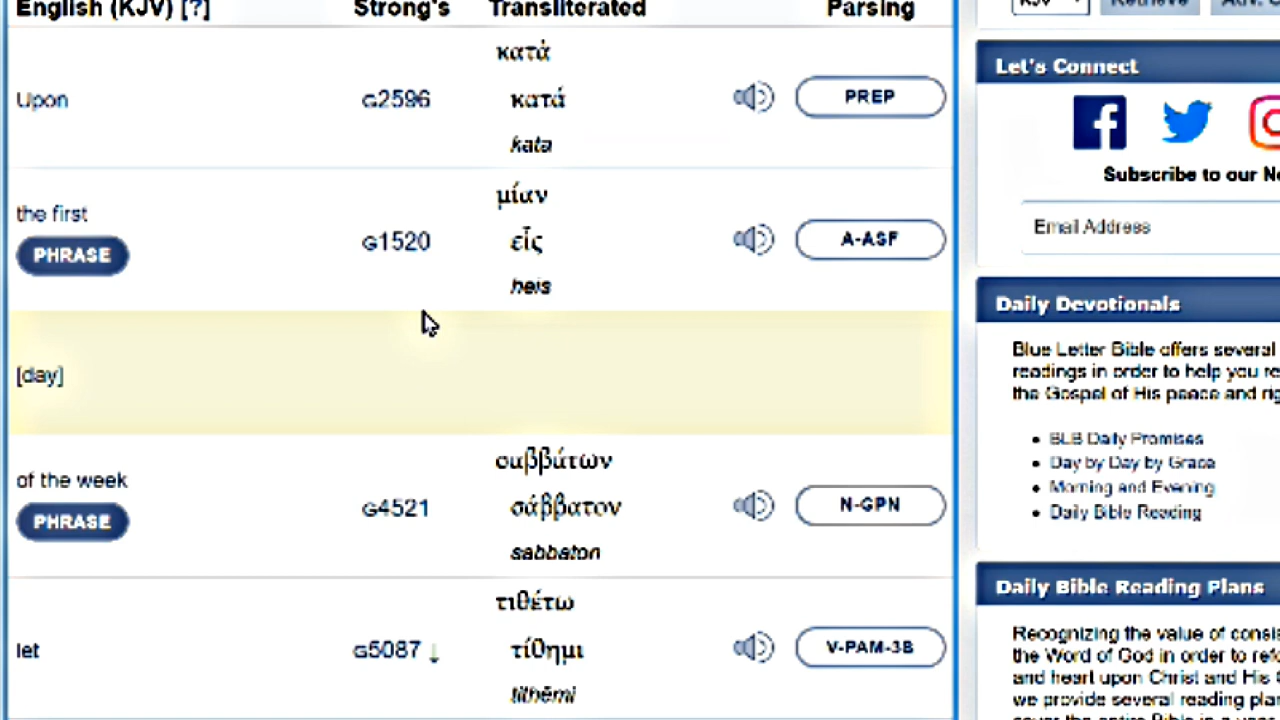 English (KJV) [?] Strong's Transliterated Parsing
κατά
Upon G2596 κατά PREP
kata
μίαν
the first
PHRASE G1520 εἷς A-ASF
heis
[day]
σαββάτων
of the week
PHRASE G4521 σάββατον N-GPN
sabbaton
τιθέτω
let G5087 ↓ τίθημι V-PAM-3S
tithēmi
KJV Retrieve Adv.
Let's Connect
Subscribe to our Ne
Email Address
Daily Devotionals
Blue Letter Bible offers several
readings in order to help you re
the Gospel of His peace and rig
• BLB Daily Promises
• Day by Day by Grace
• Morning and Evening
• Daily Bible Reading
Daily Bible Reading Plans
Recognizing the value of consis
the Word of God in order to refo
and heart upon Christ and His
we provide several reading plan